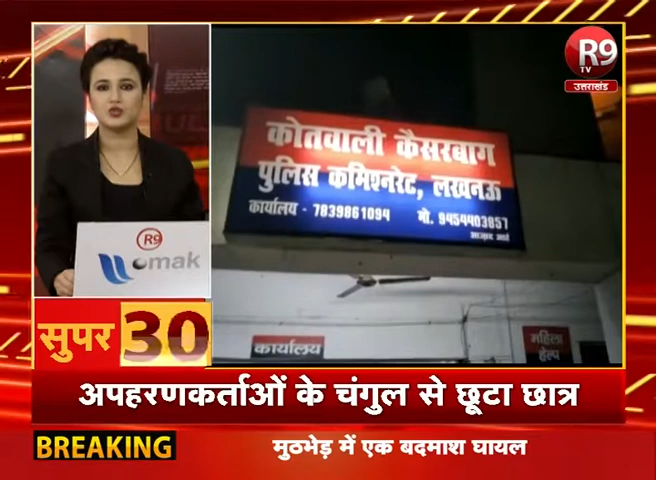 R9
TV
उत्तराखंड
कोतवाली कैसरबाग
पुलिस कमिश्नरेट, लखनऊ
कार्यालय - 7839861094 मो. 9454403857
R9
omak
कार्यालय
महिला
हेल्प
सुपर 30
अपहरणकर्ताओं के चंगुल से छूटा छात्र
BREAKING मुठभेड़ में एक बदमाश घायल